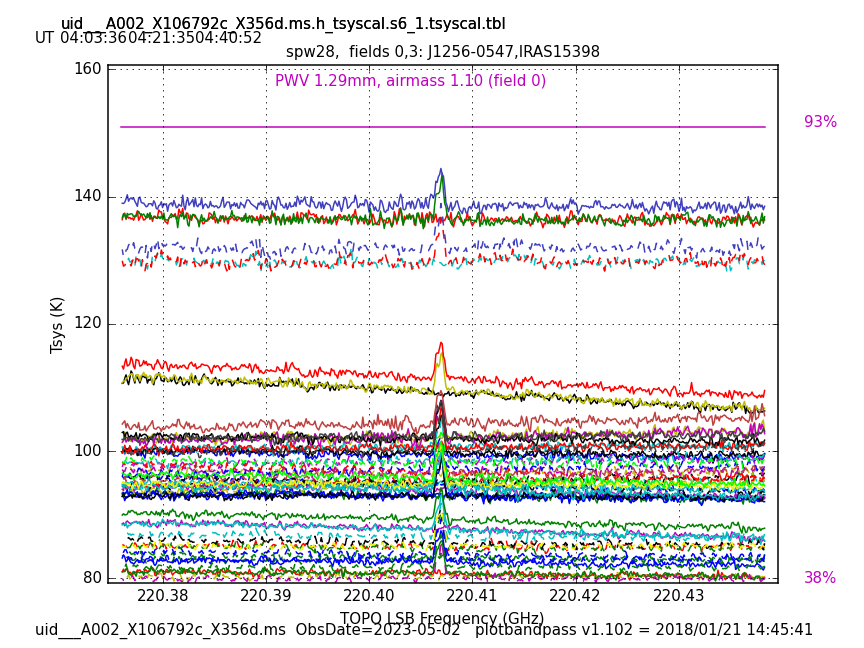 uid___A002_X106792c_X356d.ms.h_tsyscal.s6_1.tsyscal.tbl
UT 04:03:36 04:21:35 04:40:52
spw28,  fields 0,3: J1256-0547,IRAS15398
160
PWV 1.29mm, airmass 1.10 (field 0)
93%
140
120
Tsys (K)
100
80
38%
220.38 220.39 220.40 220.41 220.42 220.43
TOPO LSB Frequency (GHz)
uid___A002_X106792c_X356d.ms  ObsDate=2023-05-02   plotbandpass v1.102 = 2018/01/21 14:45:41